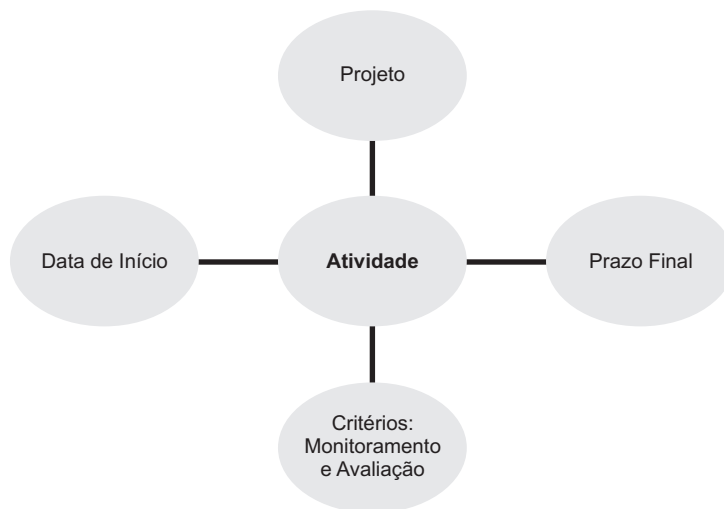 Projeto
Data de Início
Atividade
Prazo Final
Critérios:
Monitoramento
e Avaliação